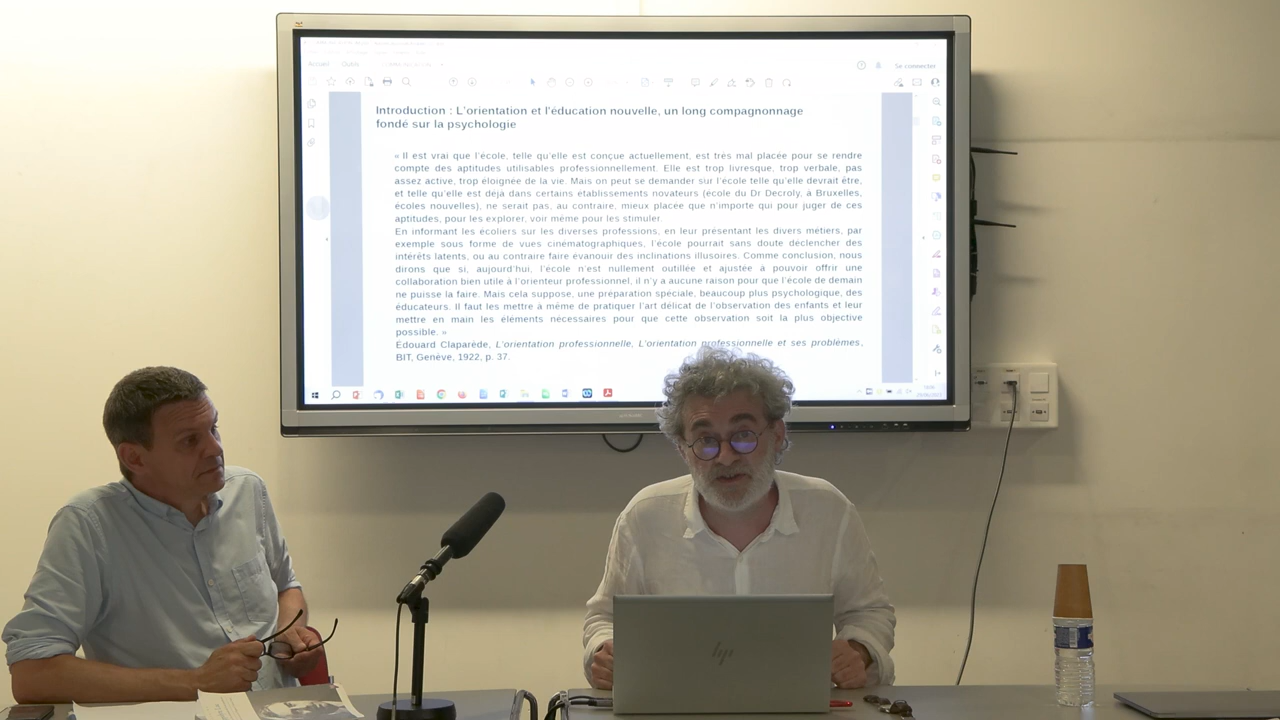 Accueil Outils
Se connecter
Introduction : L'orientation et l'éducation nouvelle, un long compagnonnage
fondé sur la psychologie
« Il est vrai que l'école, telle qu'elle est conçue actuellement, est très mal placée pour se rendre
compte des aptitudes utilisables professionnellement. Elle est trop livresque, trop verbale, pas
assez active, trop éloignée de la vie. Mais on peut se demander sur l'école telle qu'elle devrait être,
et telle qu'elle est déjà dans certains établissements novateurs (école du Dr Decroly, à Bruxelles,
écoles nouvelles), ne serait pas, au contraire, mieux placée que n'importe qui pour juger de ces
aptitudes, pour les explorer, voir même pour les stimuler.
En informant les écoliers sur les diverses professions, en leur présentant les divers métiers, par
exemple sous forme de vues cinématographiques, l'école pourrait sans doute déclencher des
intérêts latents, ou au contraire faire évanouir des inclinations illusoires. Comme conclusion, nous
dirons que si, aujourd'hui, l'école n'est nullement outillée et ajustée à pouvoir offrir une
collaboration bien utile à l'orienteur professionnel, il n'y a aucune raison pour que l'école de demain
ne puisse la faire. Mais cela suppose, une préparation spéciale, beaucoup plus psychologique, des
éducateurs. Il faut les mettre à même de pratiquer l'art délicat de l'observation des enfants et leur
mettre en main les éléments nécessaires pour que cette observation soit la plus objective
possible. »
Édouard Claparède, L'orientation professionnelle, L'orientation professionnelle et ses problèmes,
BIT, Genève, 1922, p. 37.
hp